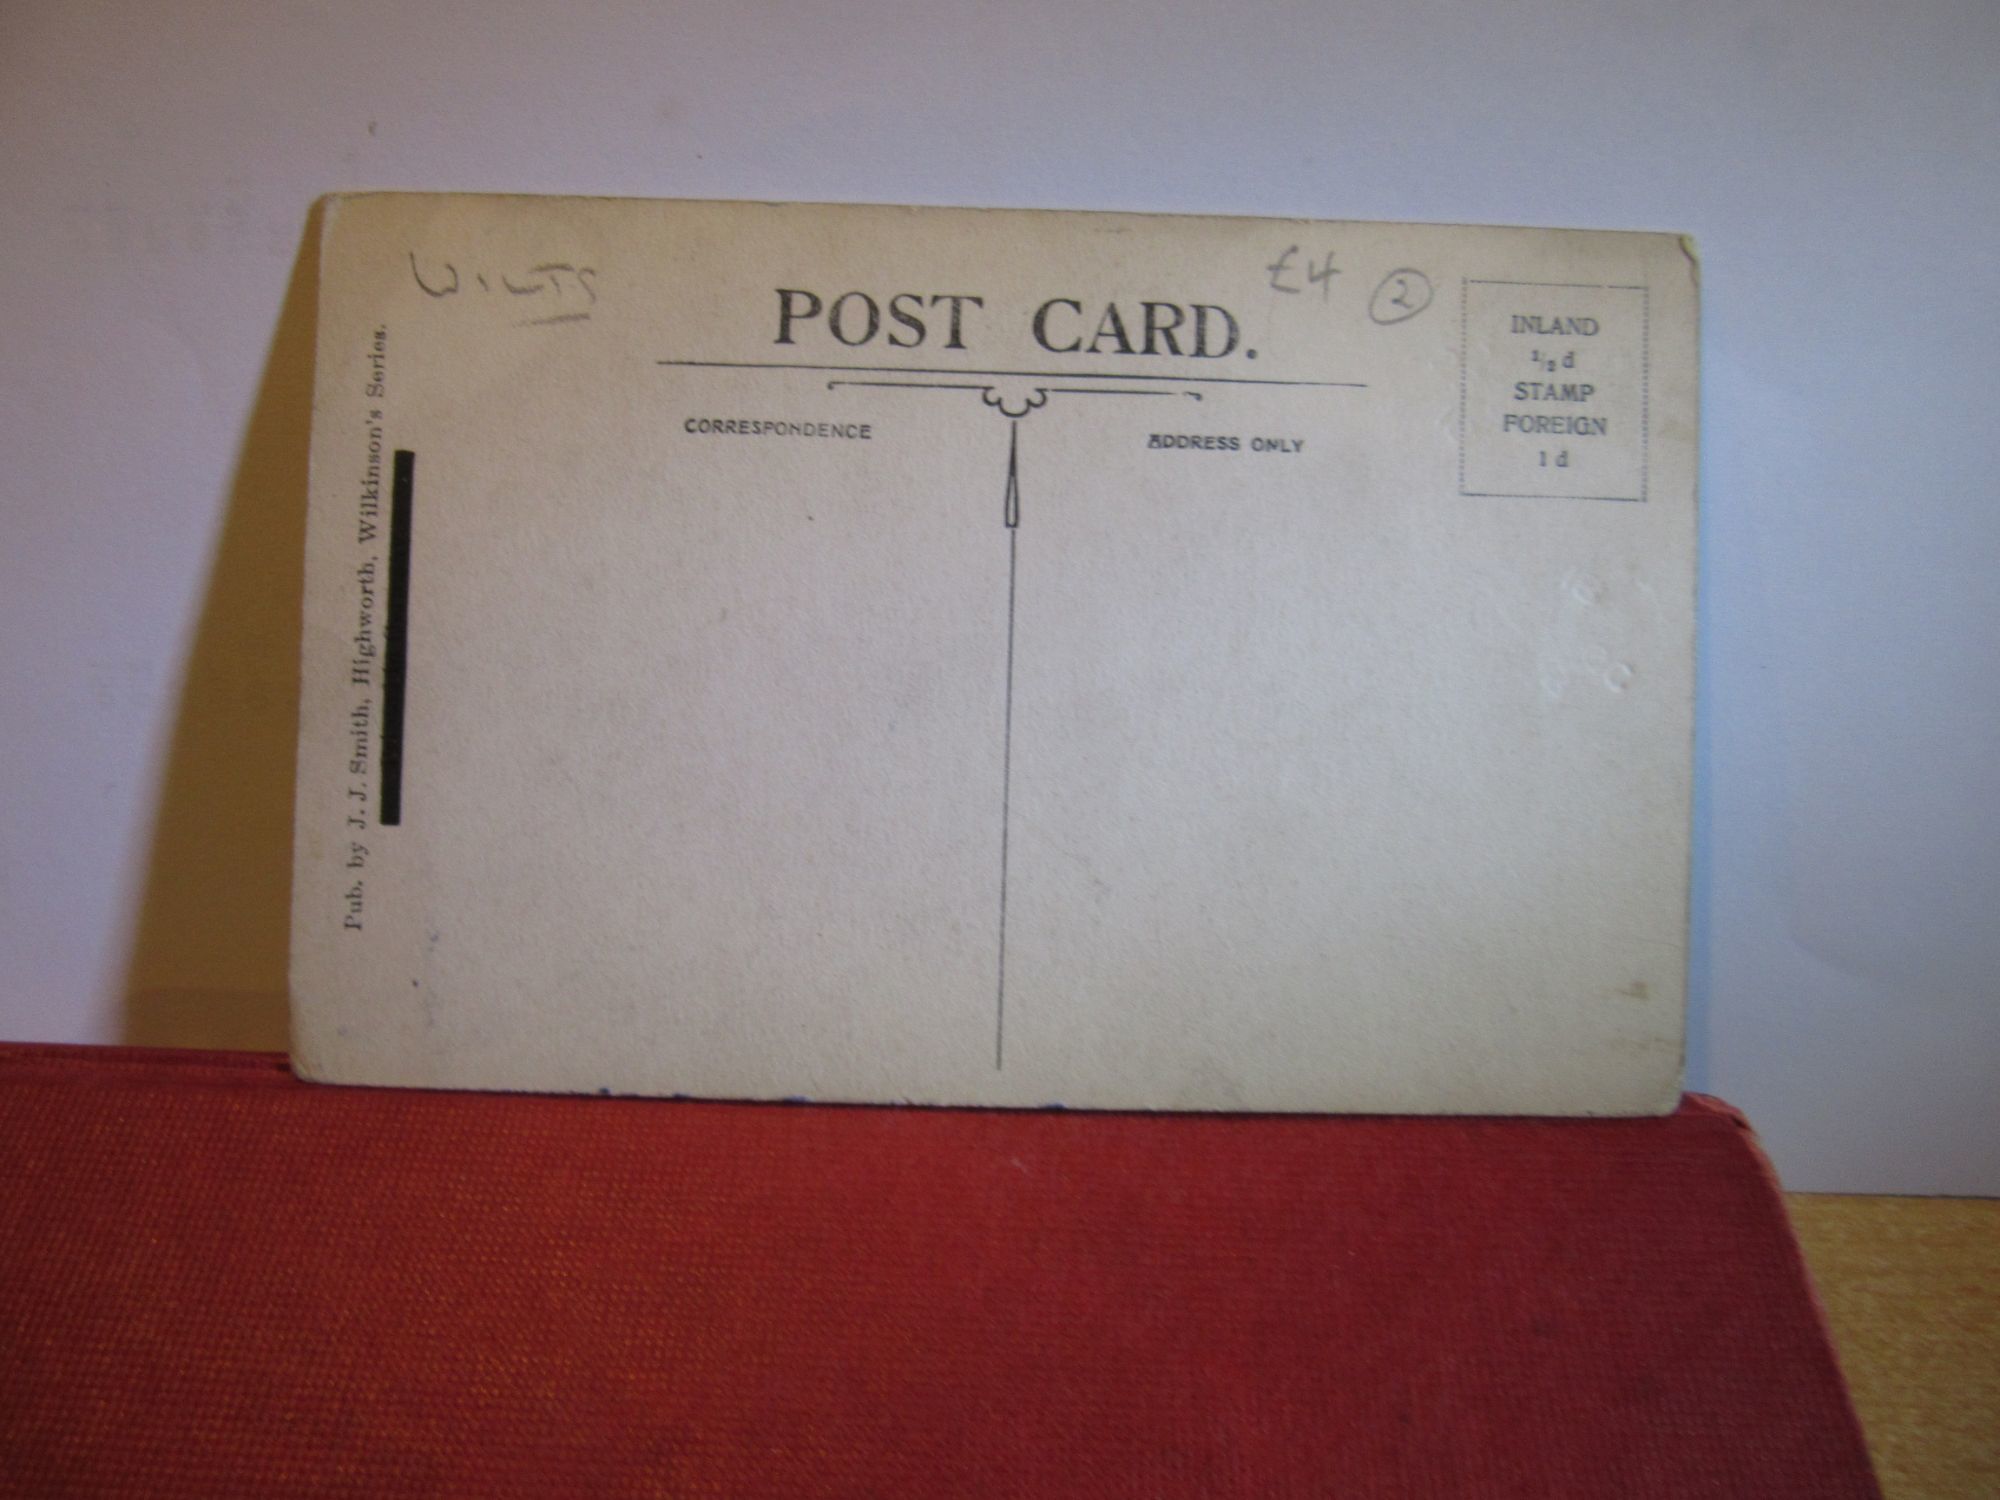 WILTS
£4 2
POST CARD.
INLAND
½ d
STAMP
FOREIGN
1 d
CORRESPONDENCE
ADDRESS ONLY
Pub. by J. J. Smith, Highworth, Wilkinson's Series.